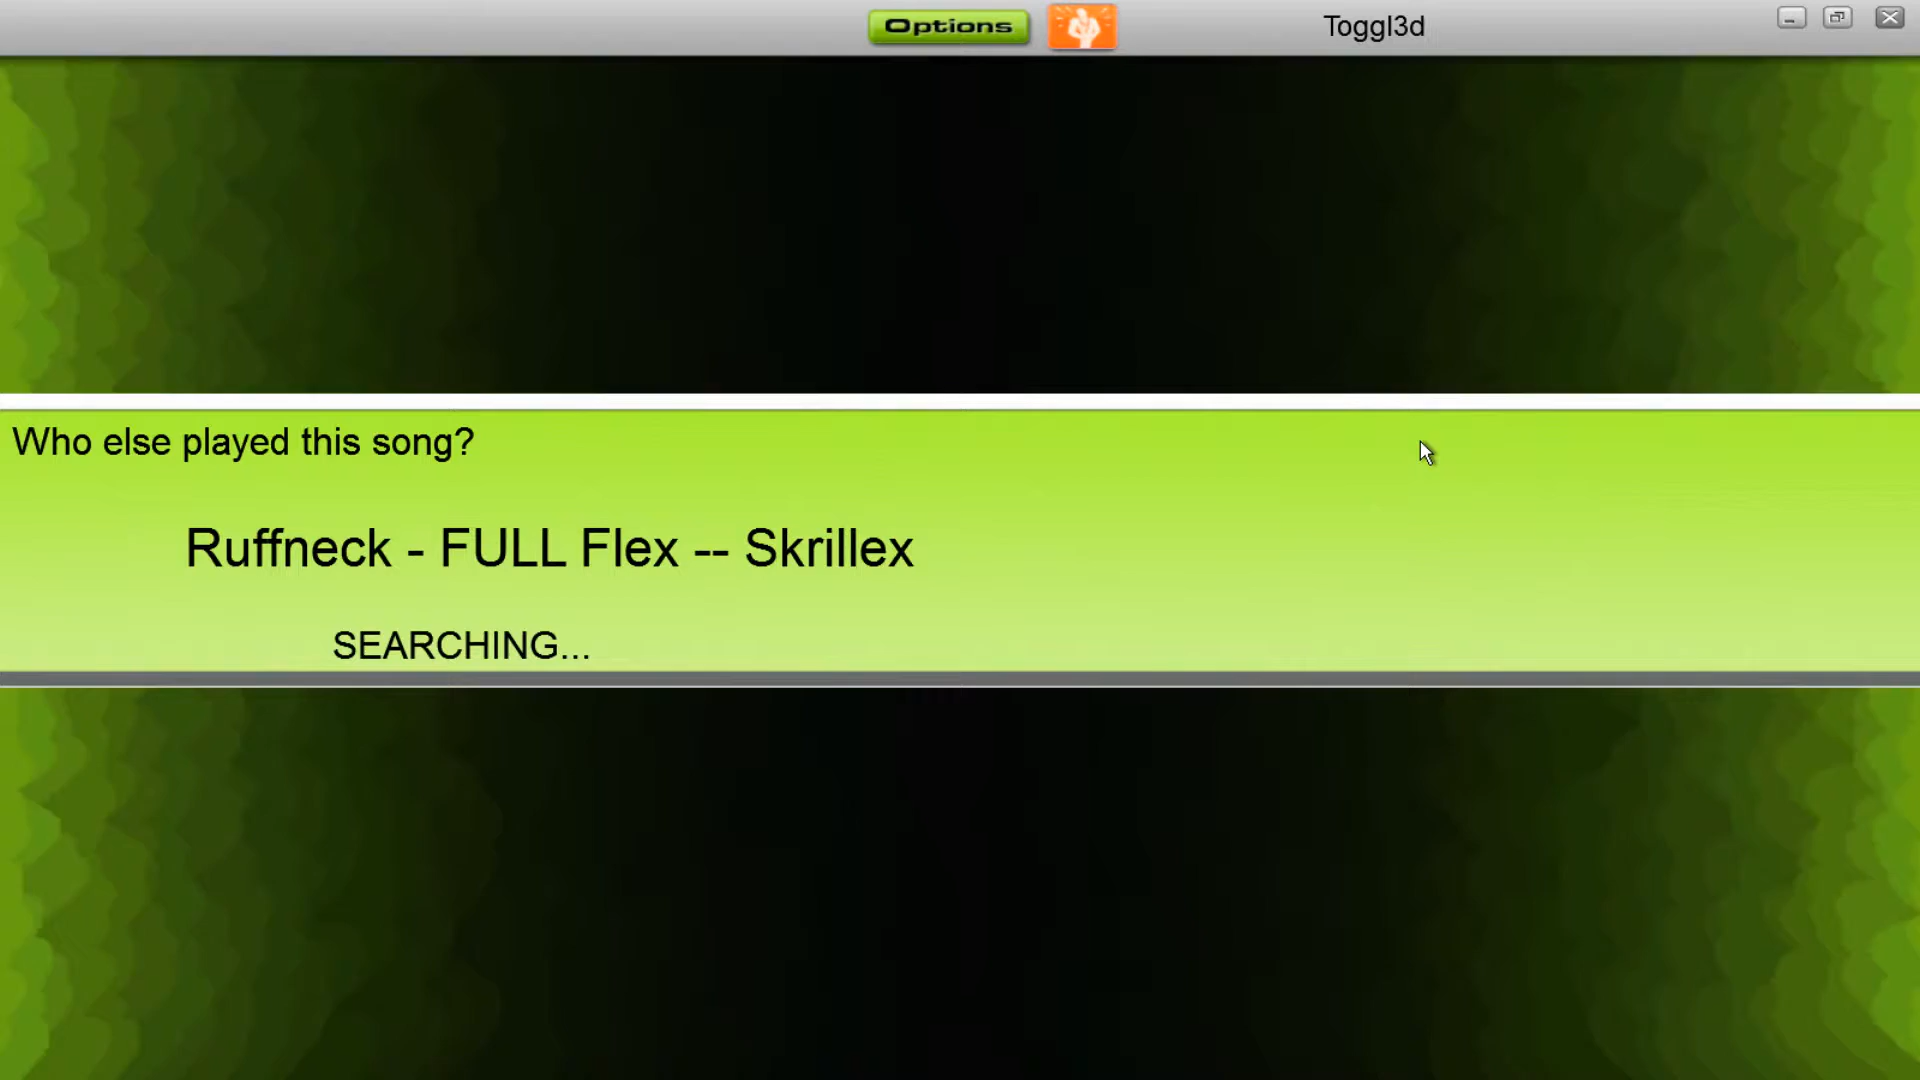 Options
Toggl3d
Who else played this song?
Ruffneck - FULL Flex -- Skrillex
SEARCHING...